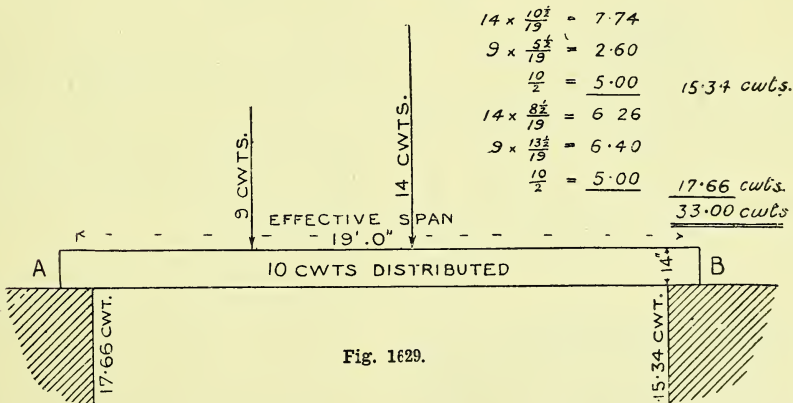 14 × 10½/19 = 7·74
9 × 5½/19 = 2·60
10/2 = 5·00 15·34 cwts.
14 × 8½/19 = 6 26
9 × 13½/19 = 6·40
10/2 = 5·00 17·66 cwts.
33·00 cwts
9 CWTS.
14 CWTS.
EFFECTIVE SPAN
19'.0"
A
10 CWTS DISTRIBUTED
14"
B
17·66 CWT.
15·34 CWT.
Fig. 1629.